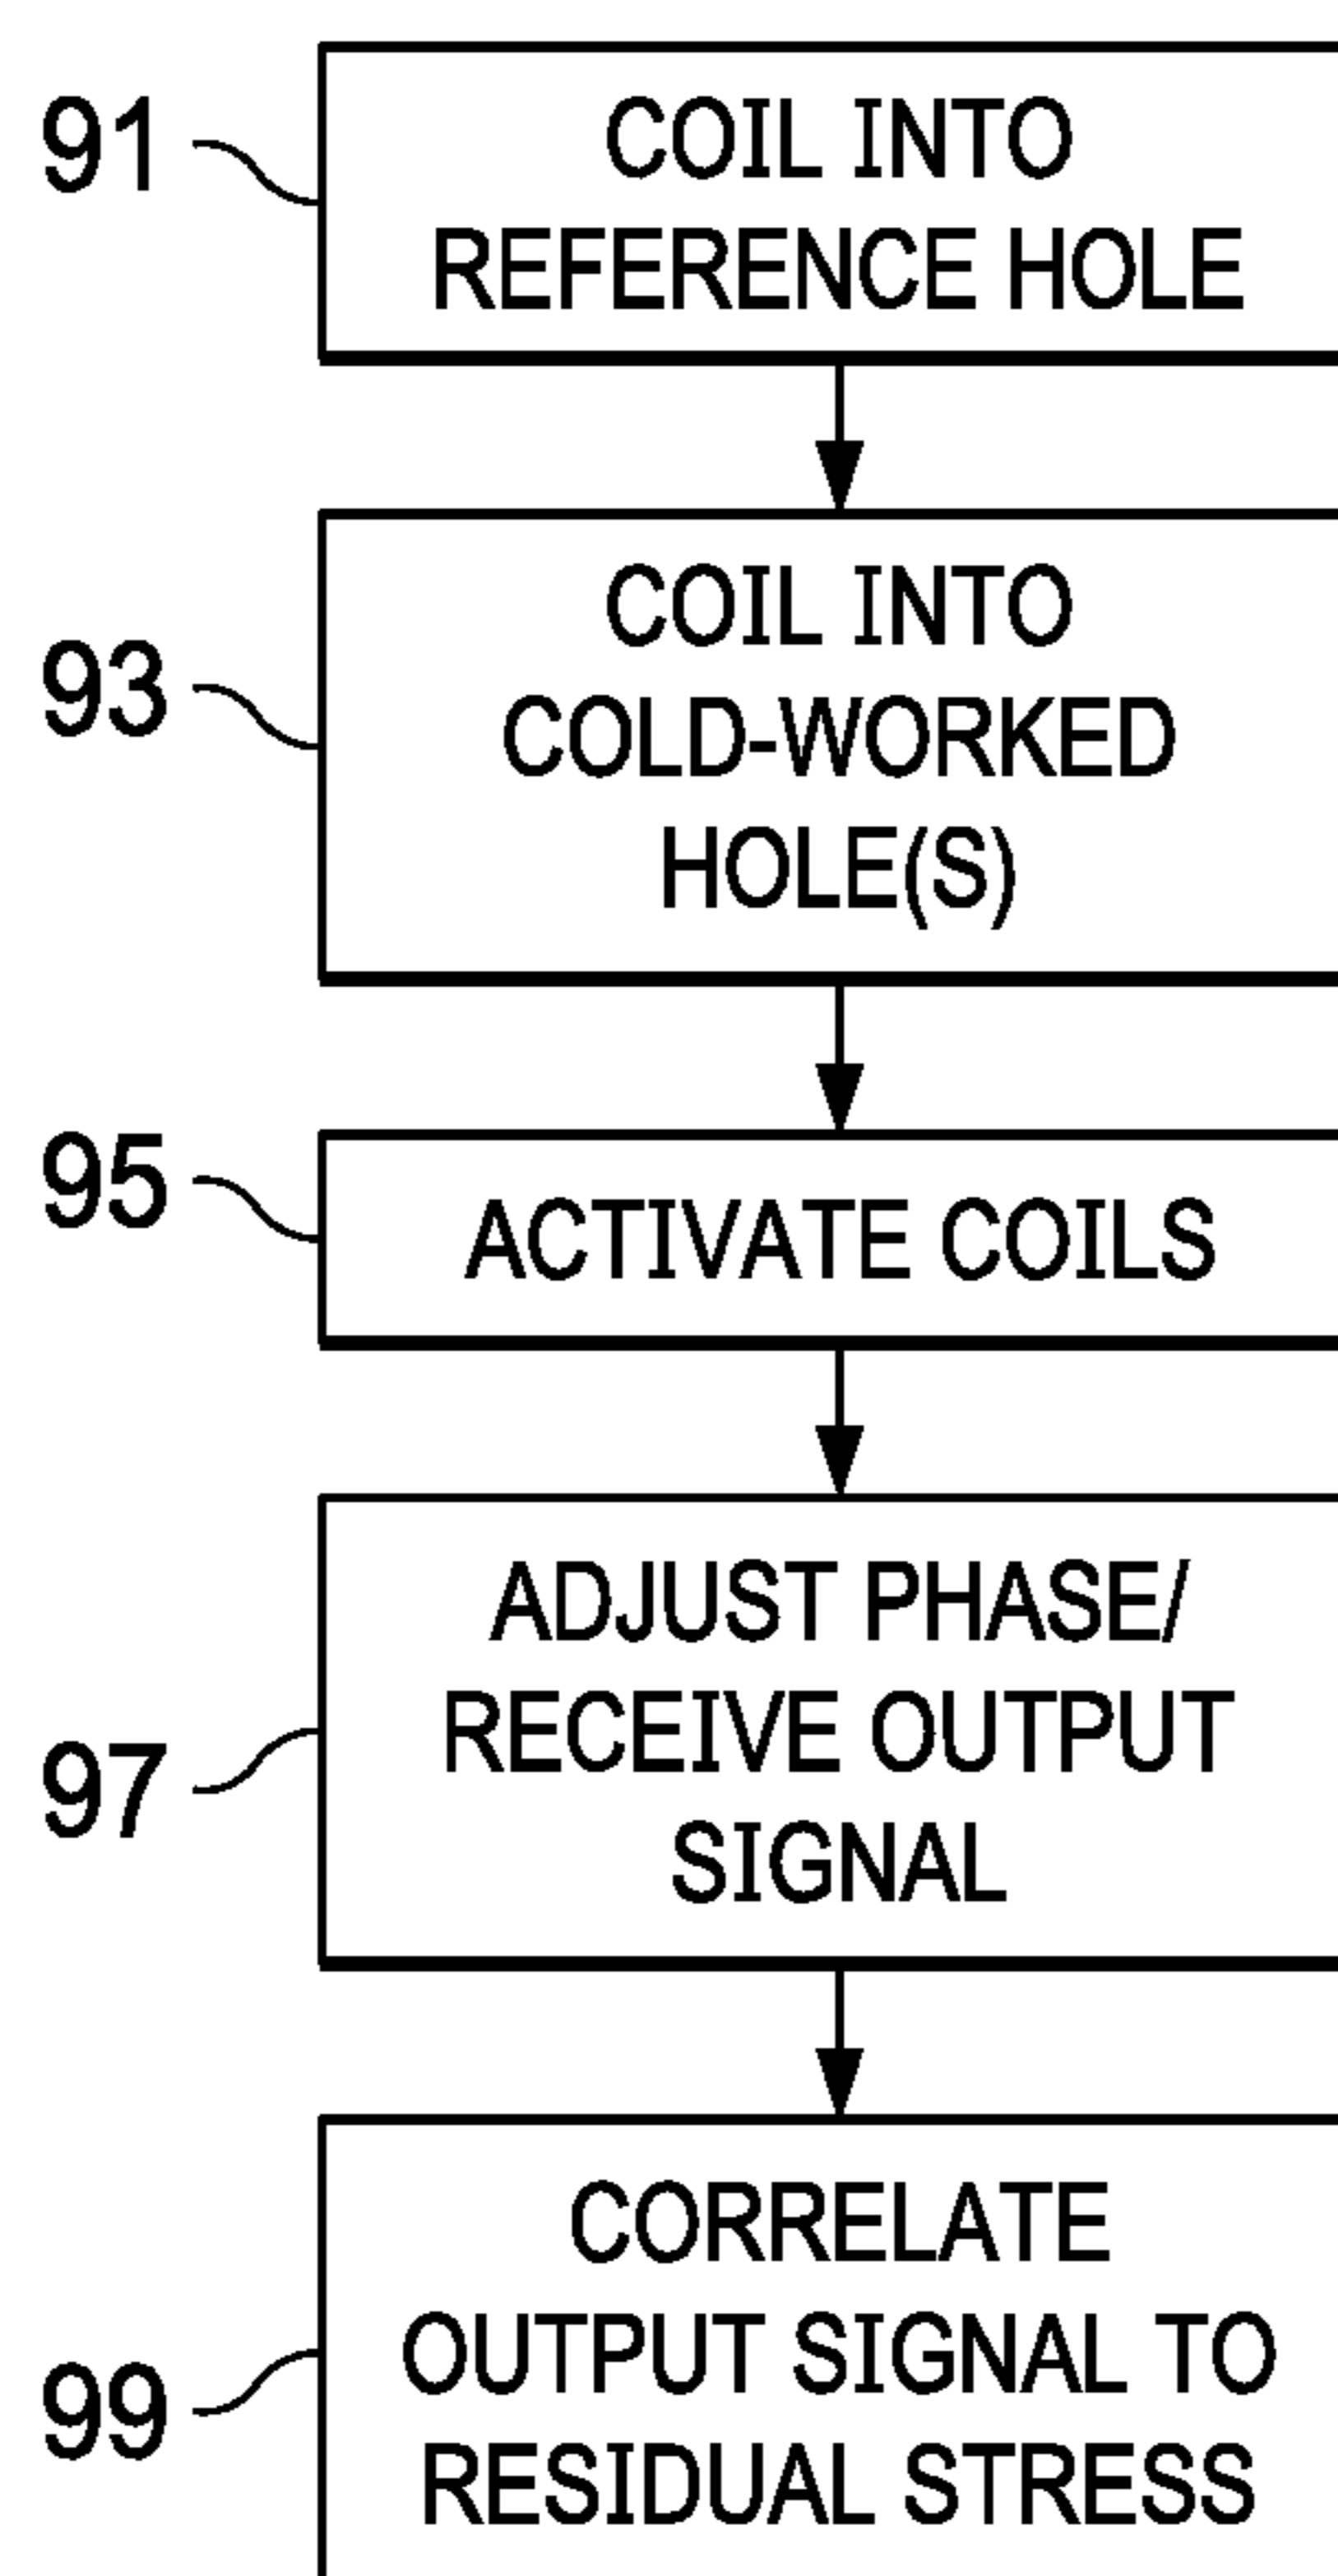 91
COIL INTO
REFERENCE HOLE
93
COIL INTO
COLD-WORKED
HOLE(S)
95
ACTIVATE COILS
97
ADJUST PHASE/
RECEIVE OUTPUT
SIGNAL
99
CORRELATE
OUTPUT SIGNAL TO
RESIDUAL STRESS